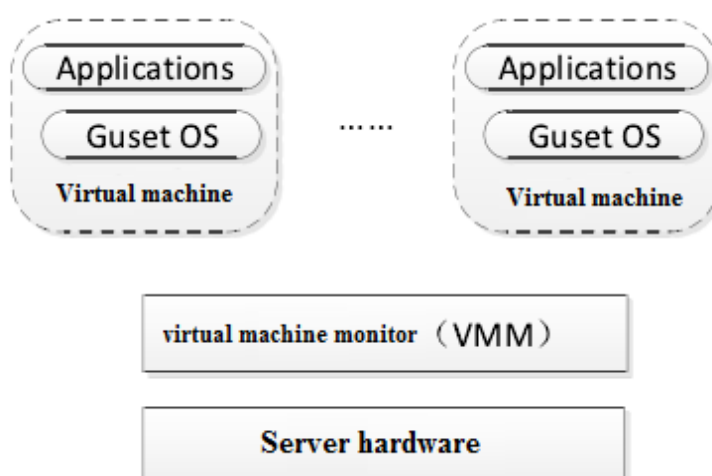 Applications
Guset OS
Virtual machine
……
Applications
Guset OS
Virtual machine
virtual machine monitor（VMM）
Server hardware